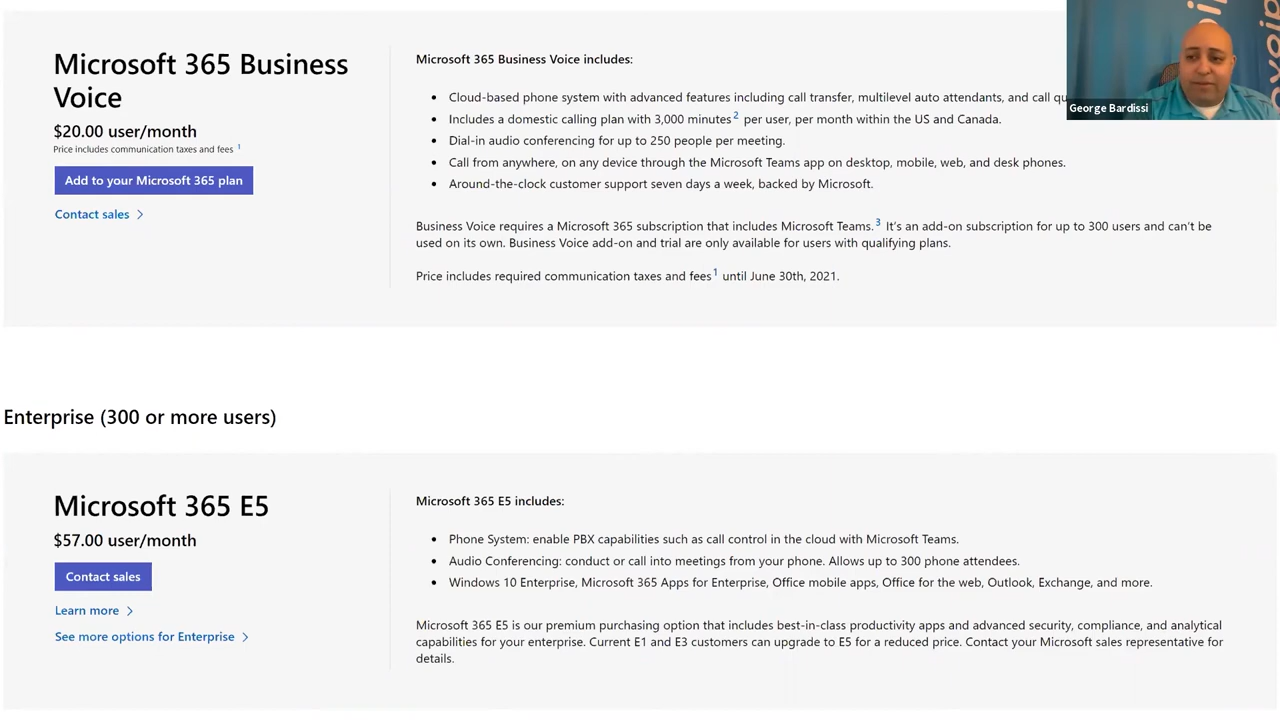 Microsoft 365 Business
Voice
$20.00 user/month
Price includes communication taxes and fees 1
Add to your Microsoft 365 plan
Contact sales
Microsoft 365 Business Voice includes:
Cloud-based phone system with advanced features including call transfer, multilevel auto attendants, and call
Includes a domestic calling plan with 3,000 minutes2 per user, per month within the US and Canada.
Dial-in audio conferencing for up to 250 people per meeting.
Call from anywhere, on any device through the Microsoft Teams app on desktop, mobile, web, and desk phones.
Around-the-clock customer support seven days a week, backed by Microsoft.
Business Voice requires a Microsoft 365 subscription that includes Microsoft Teams.3 It's an add-on subscription for up to 300 users and can't be
used on its own. Business Voice add-on and trial are only available for users with qualifying plans.
Price includes required communication taxes and fees1 until June 30th, 2021.
George Bardissi
Enterprise (300 or more users)
Microsoft 365 E5
$57.00 user/month
Contact sales
Learn more
See more options for Enterprise
Microsoft 365 E5 includes:
Phone System: enable PBX capabilities such as call control in the cloud with Microsoft Teams.
Audio Conferencing: conduct or call into meetings from your phone. Allows up to 300 phone attendees.
Windows 10 Enterprise, Microsoft 365 Apps for Enterprise, Office mobile apps, Office for the web, Outlook, Exchange, and more.
Microsoft 365 E5 is our premium purchasing option that includes best-in-class productivity apps and advanced security, compliance, and analytical
capabilities for your enterprise. Current E1 and E3 customers can upgrade to E5 for a reduced price. Contact your Microsoft sales representative for
details.